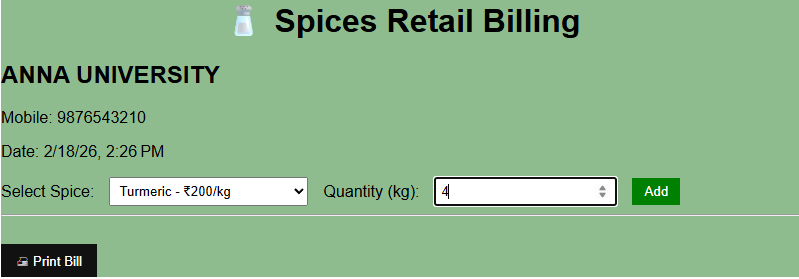 Spices Retail Billing
ANNA UNIVERSITY
Mobile: 9876543210
Date: 2/18/26, 2:26 PM
Select Spice: Turmeric - ₹200/kg Quantity (kg): 4 Add
Print Bill